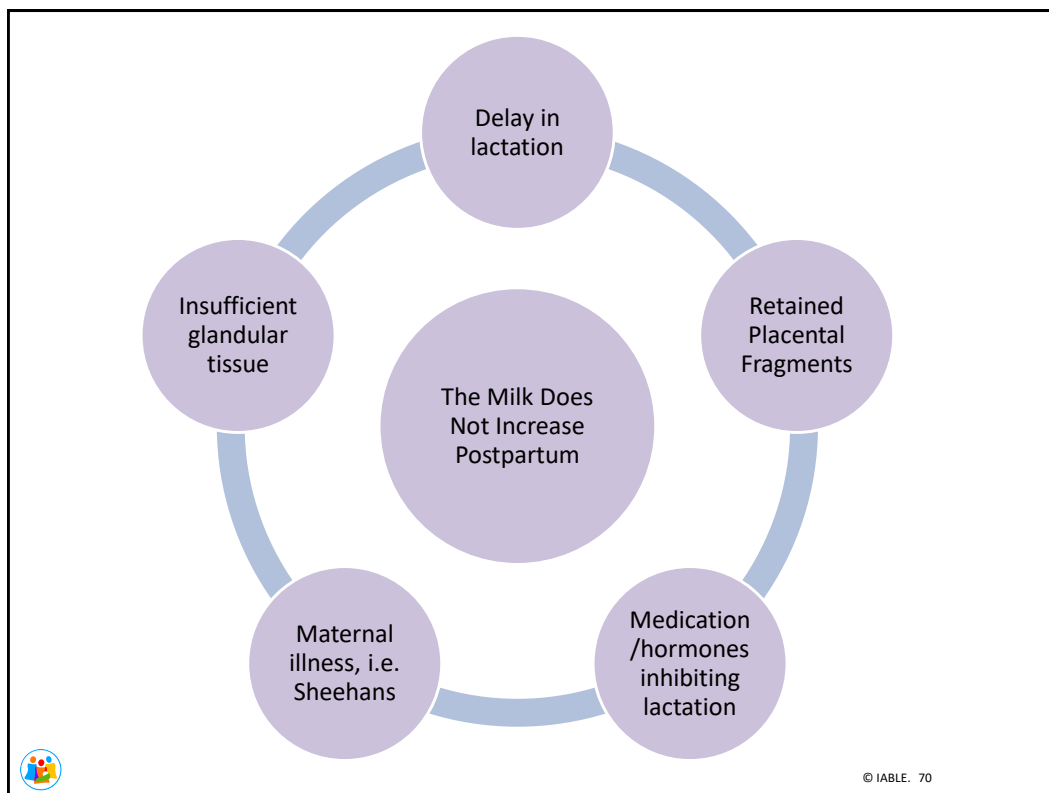 Delay in
lactation
Retained
Placental
Fragments
Medication
/hormones
inhibiting
lactation
Maternal
illness, i.e.
Sheehans
Insufficient
glandular
tissue
The Milk Does
Not Increase
Postpartum
© IABLE. 70